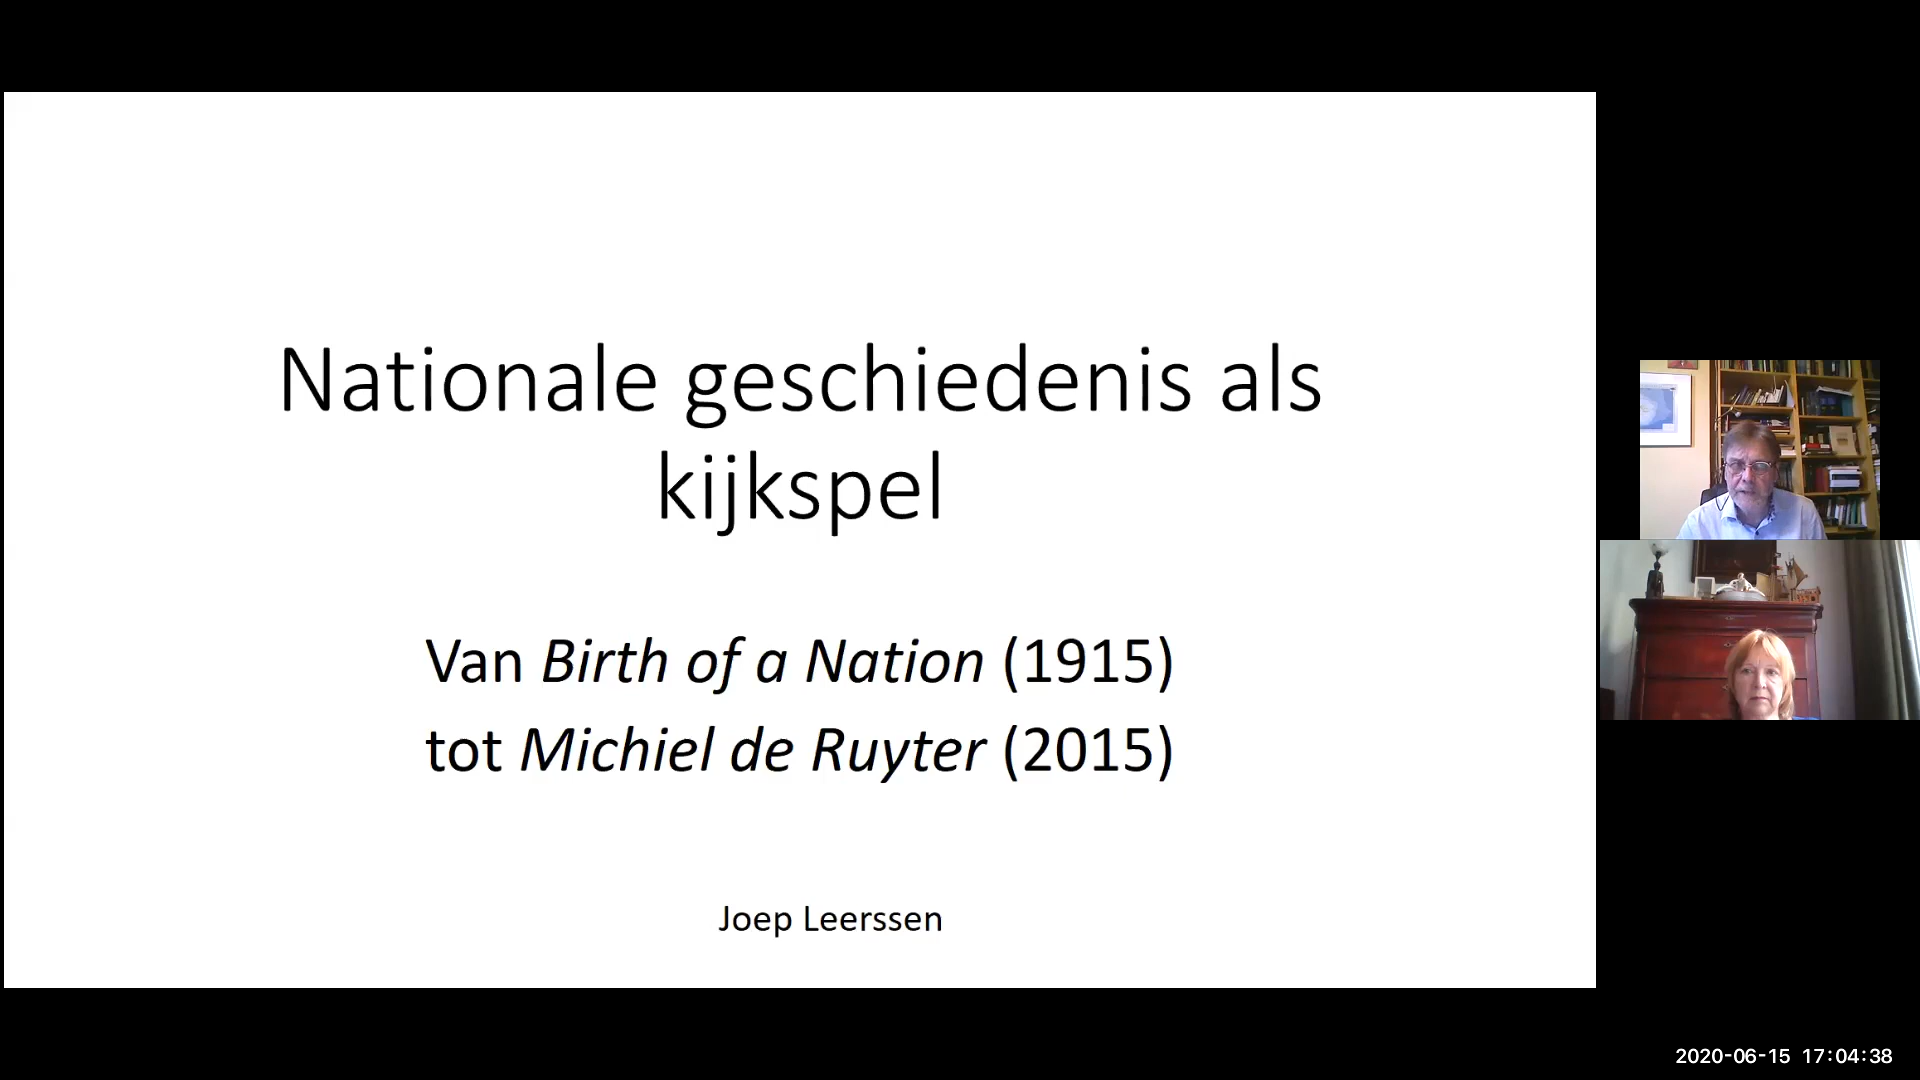 Nationale geschiedenis als
kijkspel
Van Birth of a Nation (1915)
tot Michiel de Ruyter (2015)
Joep Leerssen
2020-06-15 17:04:38